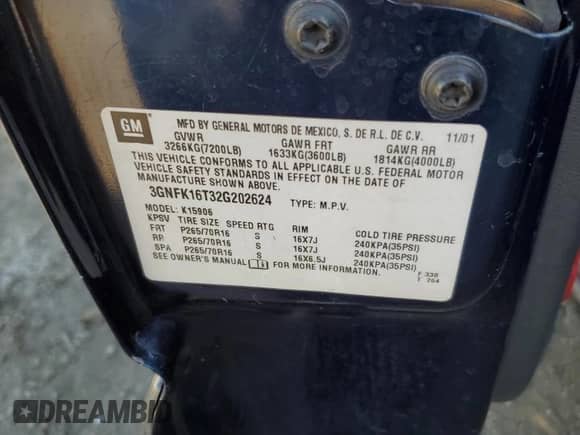 GM
MFD BY GENERAL MOTORS DE MEXICO, S. DE R.L. DE C.V. 11/01
GVWR GAWR FRT GAWR RR
3266KG(7200LB) 1633KG(3600LB) 1814KG(4000LB)
THIS VEHICLE CONFORMS TO ALL APPLICABLE U.S. FEDERAL MOTOR
VEHICLE SAFETY STANDARDS IN EFFECT ON THE DATE OF
MANUFACTURE SHOWN ABOVE.
3GNFK16T32G202624 TYPE: M.P.V.
MODEL: K15906
KPSV TIRE SIZE SPEED RTG RIM COLD TIRE PRESSURE
FRT P265/70R16 S 16X7J 240KPA(35PSI)
RR P265/70R16 S 16X7J 240KPA(35PSI)
SPA P265/70R16 S 16X6.5J 240KPA(35PSI)
SEE OWNER'S MANUAL FOR MORE INFORMATION.
F 338
T 704
DREAMBID